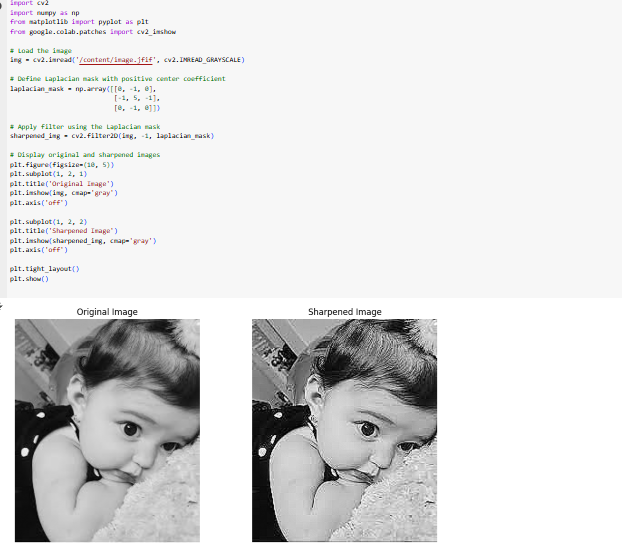 import cv2
import numpy as np
from matplotlib import pyplot as plt
from google.colab.patches import cv2_imshow
# Load the image
img = cv2.imread('/content/image.jfif', cv2.IMREAD_GRAYSCALE)
# Define Laplacian mask with positive center coefficient
laplacian_mask = np.array([[0, -1, 0],
[-1, 5, -1],
[0, -1, 0]])
# Apply filter using the Laplacian mask
sharpened_img = cv2.filter2D(img, -1, laplacian_mask)
# Display original and sharpened images
plt.figure(figsize=(10, 5))
plt.subplot(1, 2, 1)
plt.title('Original Image')
plt.imshow(img, cmap='gray')
plt.axis('off')
plt.subplot(1, 2, 2)
plt.title('Sharpened Image')
plt.imshow(sharpened_img, cmap='gray')
plt.axis('off')
plt.tight_layout()
plt.show()
Original Image
Sharpened Image